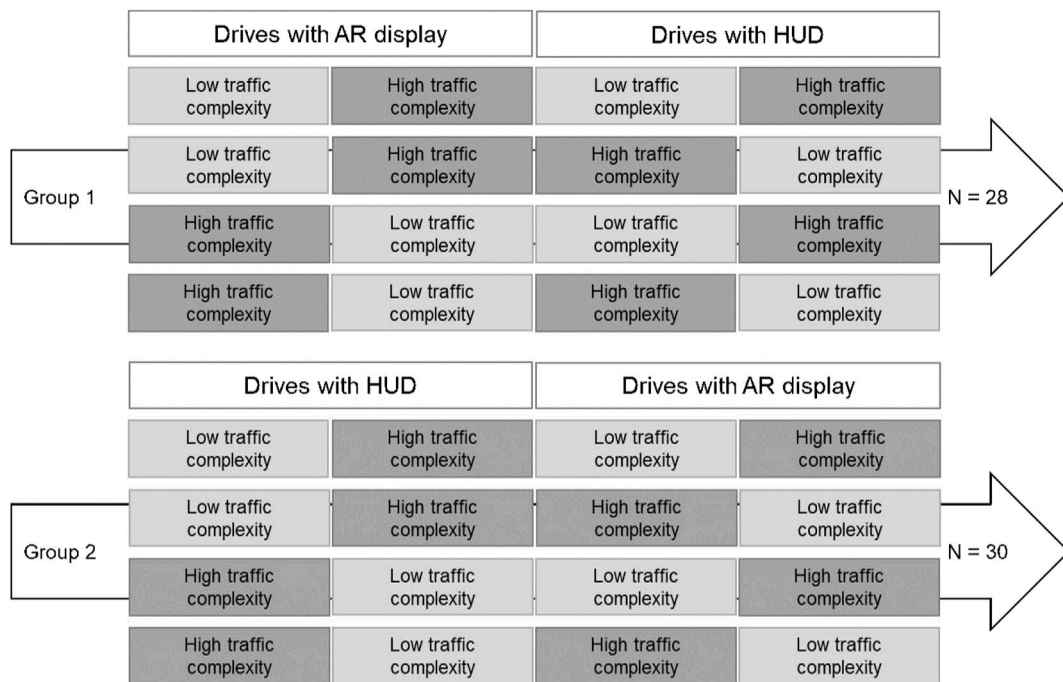 Drives with AR display
Drives with HUD
Low traffic
complexity
High traffic
complexity
Low traffic
complexity
High traffic
complexity
Group 1
Low traffic
complexity
High traffic
complexity
High traffic
complexity
Low traffic
complexity
N = 28
High traffic
complexity
Low traffic
complexity
Low traffic
complexity
High traffic
complexity
High traffic
complexity
Low traffic
complexity
High traffic
complexity
Low traffic
complexity
Drives with HUD
Drives with AR display
Low traffic
complexity
High traffic
complexity
Low traffic
complexity
High traffic
complexity
Group 2
Low traffic
complexity
High traffic
complexity
High traffic
complexity
Low traffic
complexity
N = 30
High traffic
complexity
Low traffic
complexity
Low traffic
complexity
High traffic
complexity
High traffic
complexity
Low traffic
complexity
High traffic
complexity
Low traffic
complexity